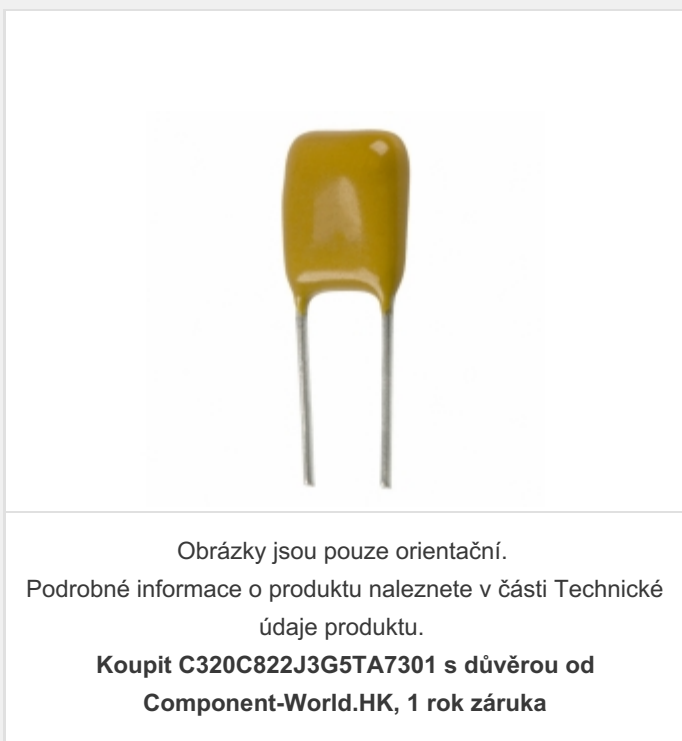 Obrázky jsou pouze orientační.
Podrobné informace o produktu naleznete v části Technické
údaje produktu.
Koupit C320C822J3G5TA7301 s důvěrou od
Component-World.HK, 1 rok záruka